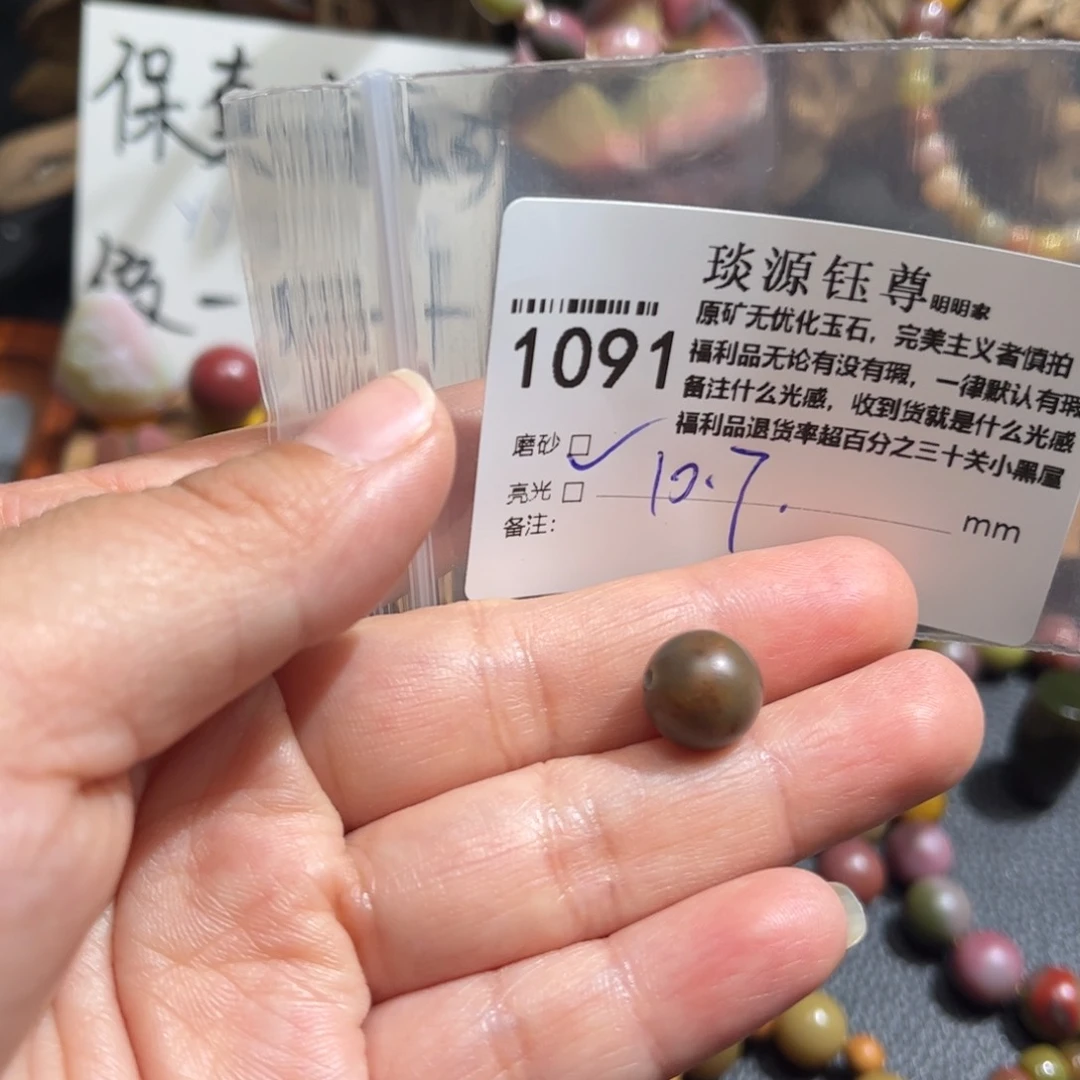 保
假一
十
琰源钰尊明明家
原矿无优化玉石，完美主义者慎拍
1091
福利品无论有没有瑕，一律默认有瑕
备注什么光感，收到货就是什么光感
福利品退货率超百分之三十关小黑屋
磨砂□✓
亮光□ 10.7. mm
备注: